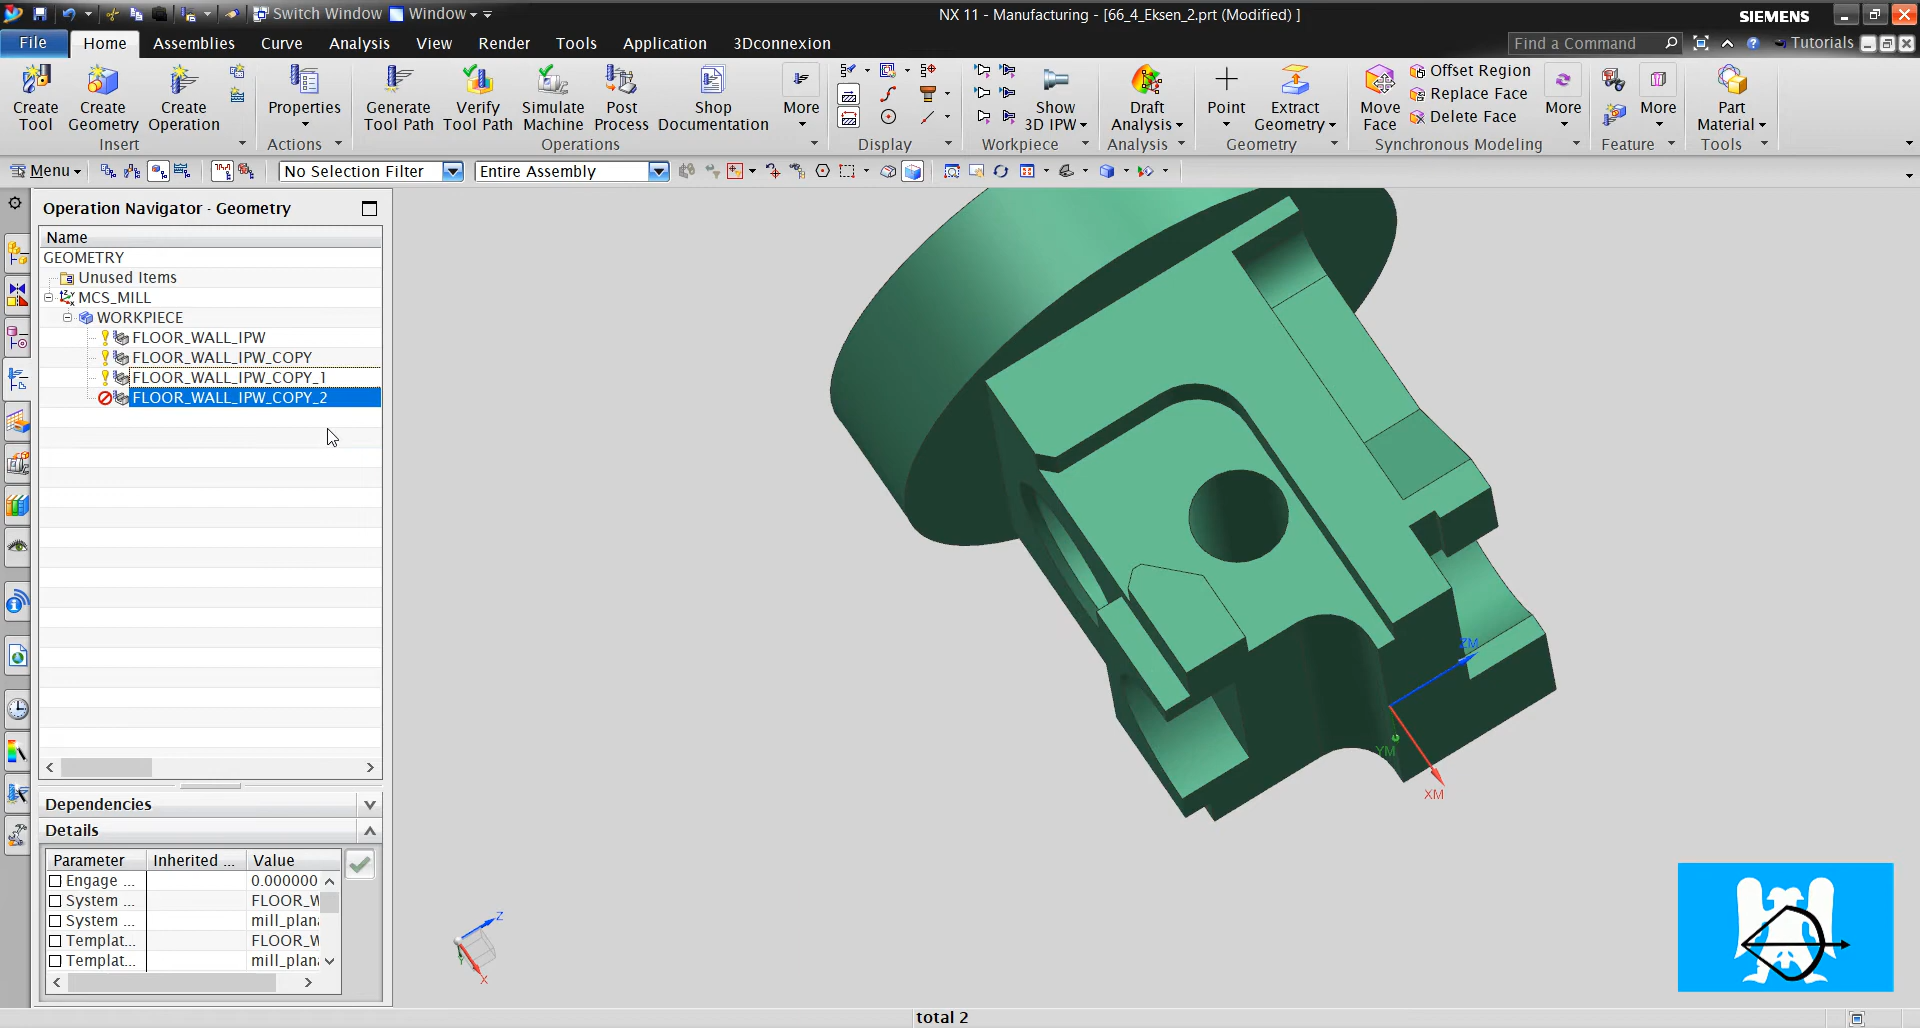 Switch Window Window NX 11 - Manufacturing - [66_4_Eksen_2.prt (Modified) ] SIEMENS
File Home Assemblies Curve Analysis View Render Tools Application 3Dconnexion Find a Command Tutorials
Create Tool Create Geometry Create Operation Insert
Properties Actions
Generate Tool Path Verify Tool Path Simulate Machine Post Process Shop Documentation More Operations
Display
Show 3D IPW Workpiece
Draft Analysis Analysis
Point Extract Geometry Geometry
Move Face Offset Region Replace Face Delete Face More Synchronous Modeling
More Feature
Part Material Tools
Menu No Selection Filter Entire Assembly
Operation Navigator - Geometry
Name
GEOMETRY
Unused Items
MCS_MILL
WORKPIECE
FLOOR_WALL_IPW
FLOOR_WALL_IPW_COPY
FLOOR_WALL_IPW_COPY_1
FLOOR_WALL_IPW_COPY_2
ZM
YM
XM
Dependencies
Details
Parameter Inherited ... Value
Engage ... 0.000000
System ... FLOOR_W
System ... mill_plan
Templat... FLOOR_W
Templat... mill_plan
Z
Y
X
total 2